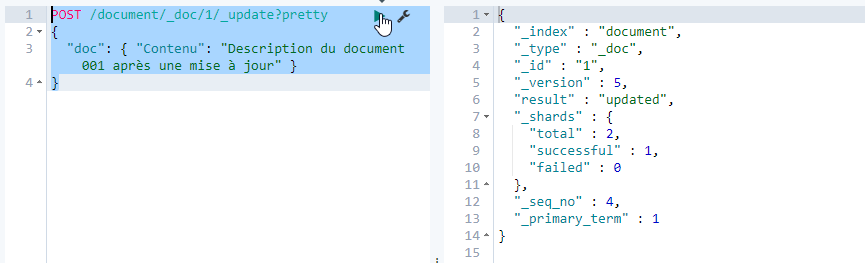 1 POST /document/_doc/1/_update?pretty
2 {
3 "doc": { "Contenu": "Description du document
001 après une mise à jour" }
4 }
1 {
2 "_index" : "document",
3 "_type" : "_doc",
4 "_id" : "1",
5 "_version" : 5,
6 "result" : "updated",
7 "_shards" : {
8 "total" : 2,
9 "successful" : 1,
10 "failed" : 0
11 },
12 "_seq_no" : 4,
13 "_primary_term" : 1
14 }
15